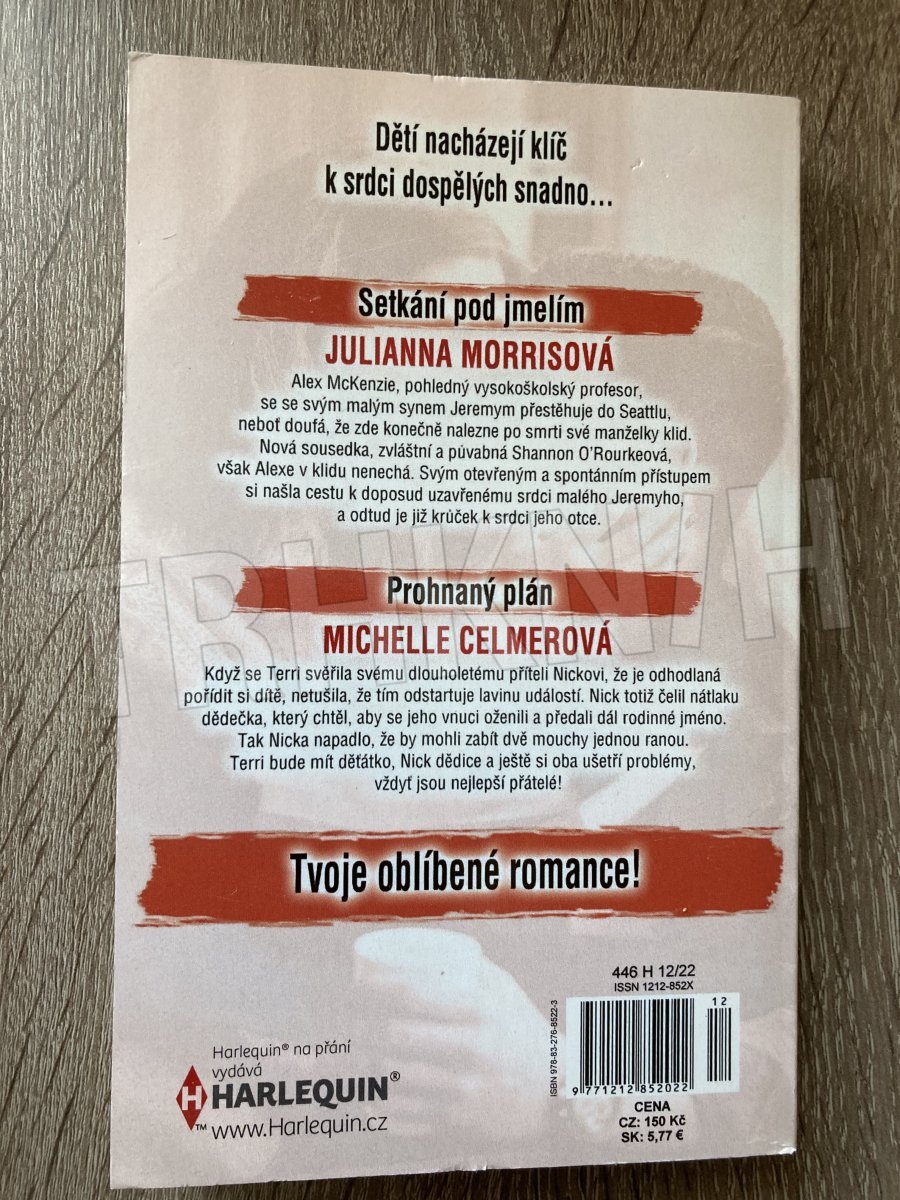 Dětí nacházejí klíč
k srdci dospělých snadno...
Setkání pod jmelím
JULIANNA MORRISOVÁ
Alex McKenzie, pohledný vysokoškolský profesor,
se se svým malým synem Jeremym přestěhuje do Seattlu,
neboť doufá, že zde konečně nalezne po smrti své manželky klid.
Nová sousedka, zvláštní a půvabná Shannon O'Rourkeová,
však Alexe v klidu nenechá. Svým otevřeným a spontánním přístupem
si našla cestu k doposud uzavřenému srdci malého Jeremyho,
a odtud je již krůček k srdci jeho otce.
TRHKNIH
Prohnaný plán
MICHELLE CELMEROVÁ
Když se Terri svěřila svému dlouholetému příteli Nickovi, že je odhodlaná
pořídit si dítě, netušila, že tím odstartuje lavinu událostí. Nick totiž čelil nátlaku
dědečka, který chtěl, aby se jeho vnuci oženili a předali dál rodinné jméno.
Tak Nicka napadlo, že by mohli zabít dvě mouchy jednou ranou.
Terri bude mít děťátko, Nick dědice a ještě si oba ušetří problémy,
vždyť jsou nejlepší přátelé!
Tvoje oblíbené romance!
446 H 12/22
ISSN 1212-852X
12
ISBN 978-83-276-8522-3
9 771212 852022
CENA
CZ: 150 Kč
SK: 5,77 €
Harlequin® na přání
vydává
H HARLEQUIN®
™ www.Harlequin.cz